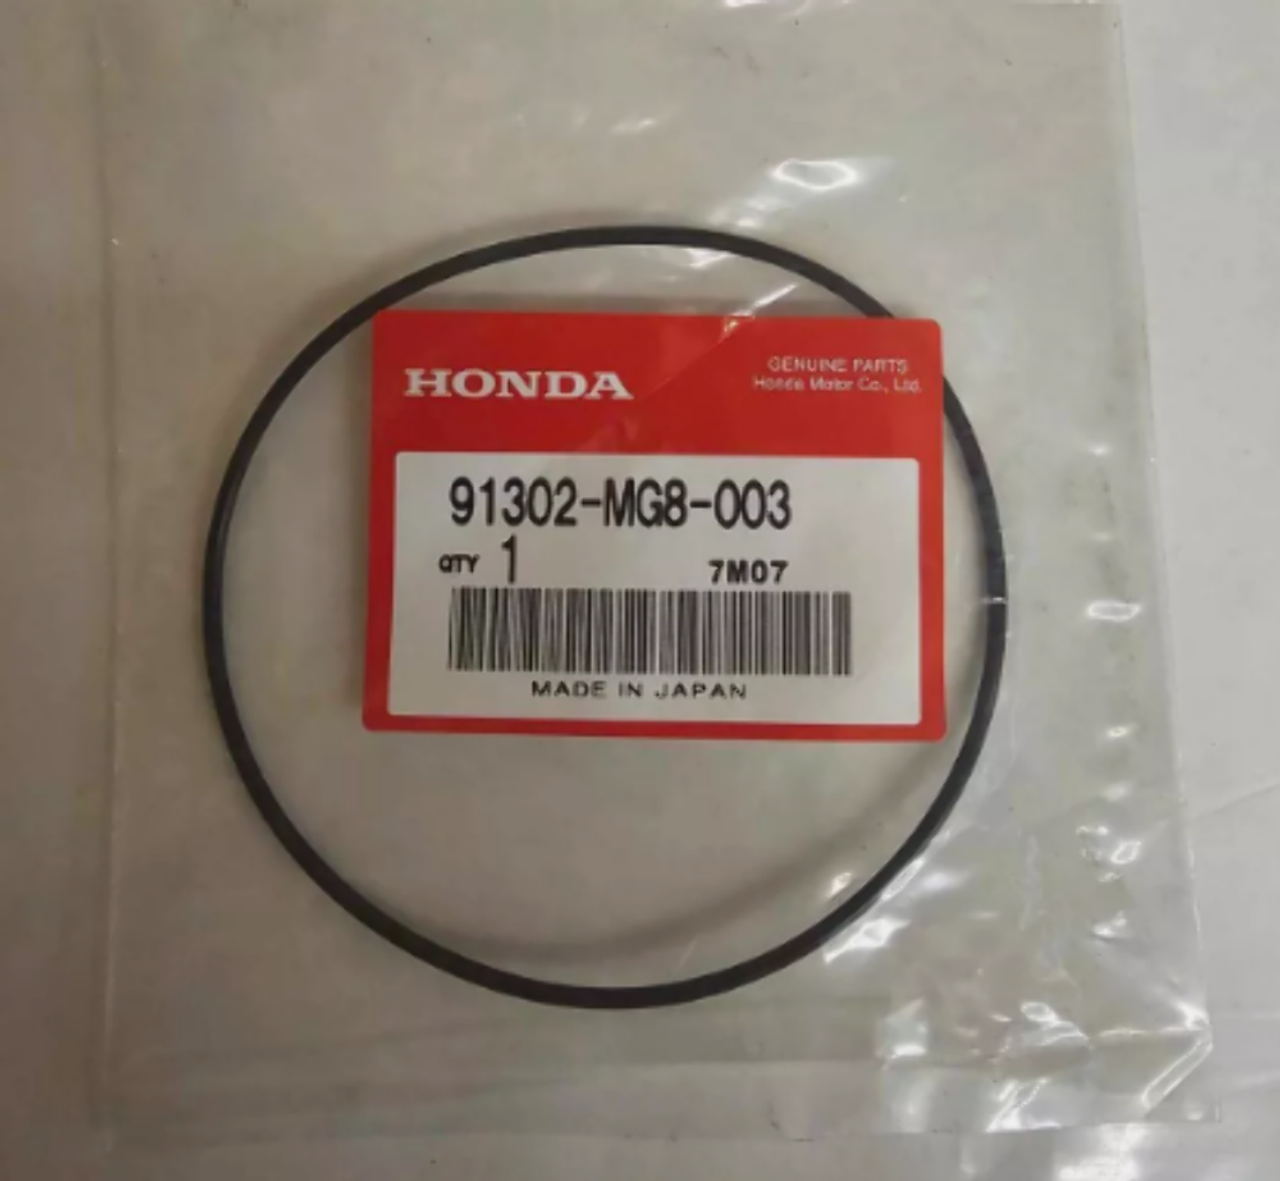 HONDA
GENUINE PARTS
Honda Motor Co., Ltd.
91302-MG8-003
QTY 1 7M07
MADE IN JAPAN